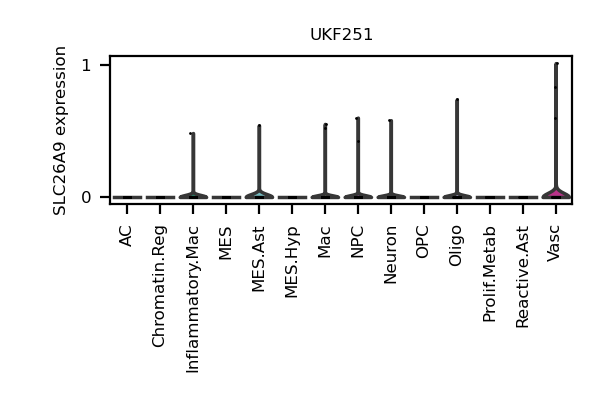 UKF251
SLC26A9 expression
1
0
AC
Chromatin.Reg
Inflammatory.Mac
MES
MES.Ast
MES.Hyp
Mac
NPC
Neuron
OPC
Oligo
Prolif.Metab
Reactive.Ast
Vasc